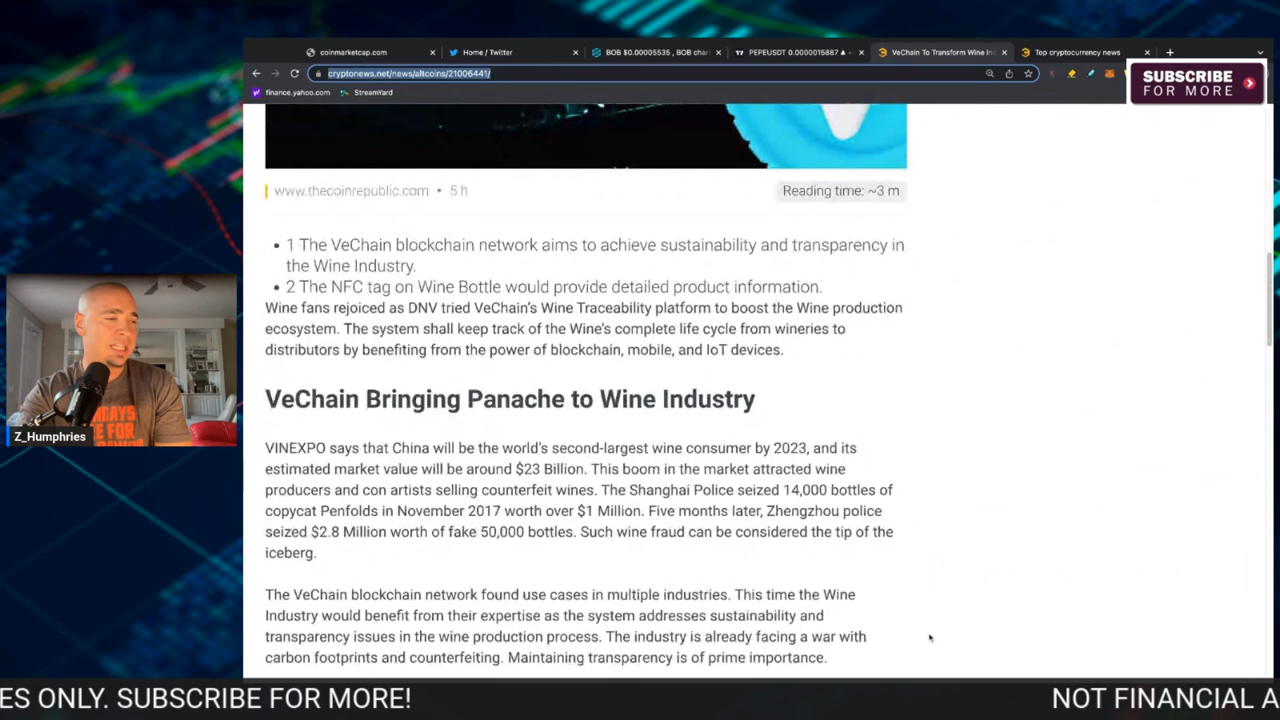 coinmarketcap.com
Home / Twitter
BOB $0.00005535 , BOB char
PEPEUSDT 0.0000015887 ▲
VeChain To Transform Wine In
Top cryptocurrency news
cryptonews.net/news/altcoins/21006441/
finance.yahoo.com
StreamYard
SUBSCRIBE
FOR MORE
www.thecoinrepublic.com • 5 h
Reading time: ~3 m
• 1 The VeChain blockchain network aims to achieve sustainability and transparency in
the Wine Industry.
• 2 The NFC tag on Wine Bottle would provide detailed product information.
Wine fans rejoiced as DNV tried VeChain's Wine Traceability platform to boost the Wine production
ecosystem. The system shall keep track of the Wine's complete life cycle from wineries to
distributors by benefiting from the power of blockchain, mobile, and IoT devices.
VeChain Bringing Panache to Wine Industry
VINEXPO says that China will be the world's second-largest wine consumer by 2023, and its
estimated market value will be around $23 Billion. This boom in the market attracted wine
producers and con artists selling counterfeit wines. The Shanghai Police seized 14,000 bottles of
copycat Penfolds in November 2017 worth over $1 Million. Five months later, Zhengzhou police
seized $2.8 Million worth of fake 50,000 bottles. Such wine fraud can be considered the tip of the
iceberg.
The VeChain blockchain network found use cases in multiple industries. This time the Wine
Industry would benefit from their expertise as the system addresses sustainability and
transparency issues in the wine production process. The industry is already facing a war with
carbon footprints and counterfeiting. Maintaining transparency is of prime importance.
Z_Humphries
ES ONLY. SUBSCRIBE FOR MORE!
NOT FINANCIAL A